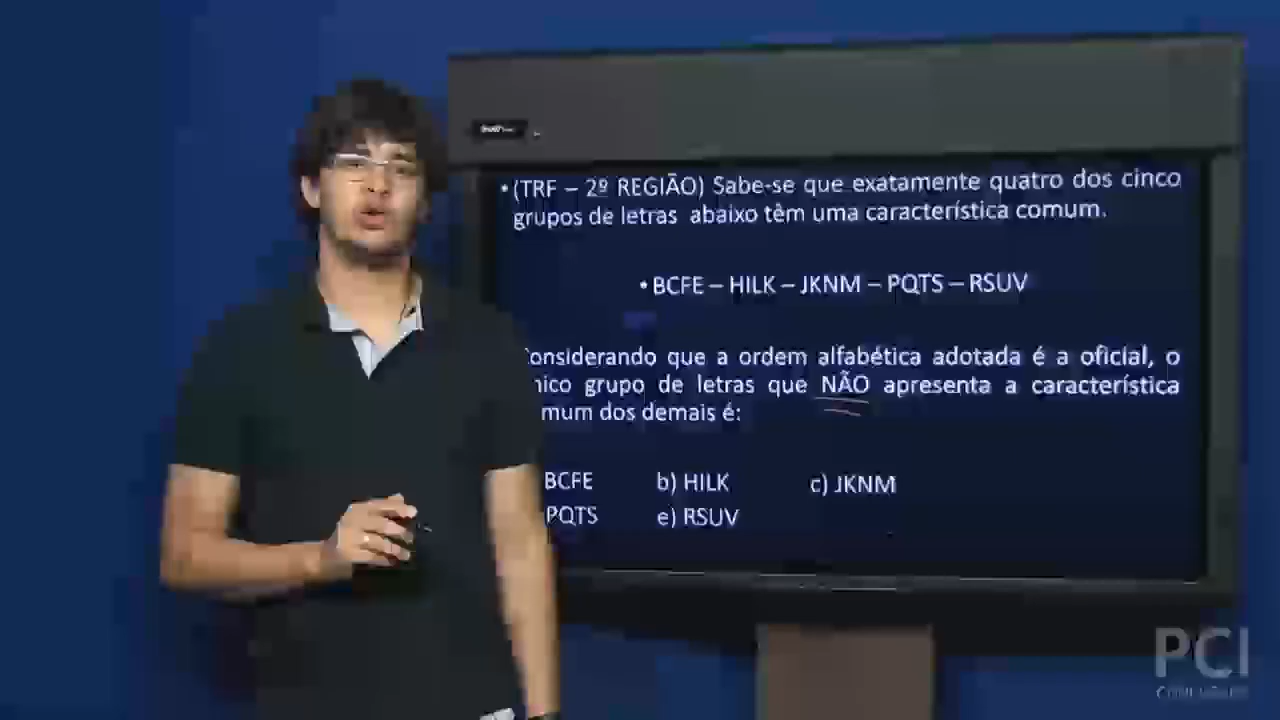 •(TRF – 2º REGIÃO) Sabe-se que exatamente quatro dos cinco
grupos de letras abaixo têm uma característica comum.
•BCFE – HILK – JKNM – PQTS – RSUV
onsiderando que a ordem alfabética adotada é a oficial, o
nico grupo de letras que NÃO apresenta a característica
mum dos demais é:
BCFE b) HILK c) JKNM
PQTS e) RSUV
PCI